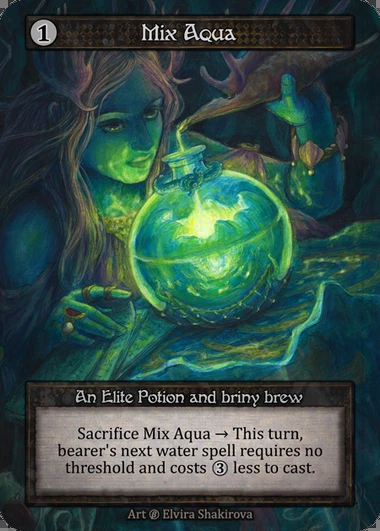 1
Mix Aqua
An Elite Potion and briny brew
Sacrifice Mix Aqua → This turn,
bearer's next water spell requires no
threshold and costs ③ less to cast.
Art @ Elvira Shakirova